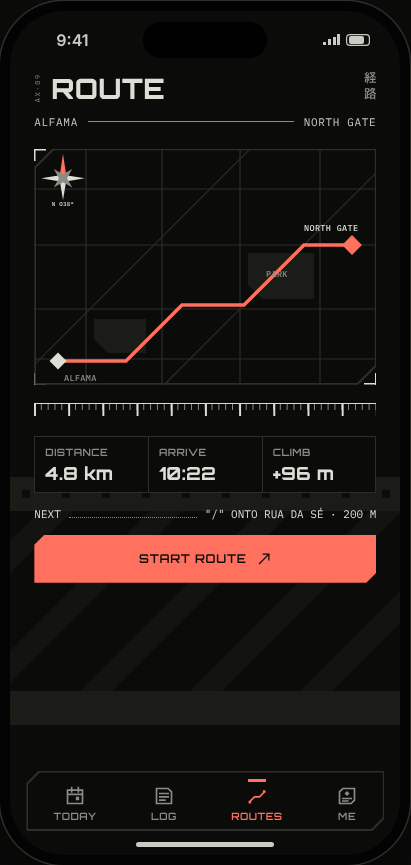 9:41
AX-09
ROUTE
経路
ALFAMA
NORTH GATE
N 038°
NORTH GATE
PARK
ALFAMA
DISTANCE
4.8 km
ARRIVE
10:22
CLIMB
+96 m
NEXT
"/" ONTO RUA DA SÉ · 200 M
START ROUTE ↗
TODAY
LOG
ROUTES
ME